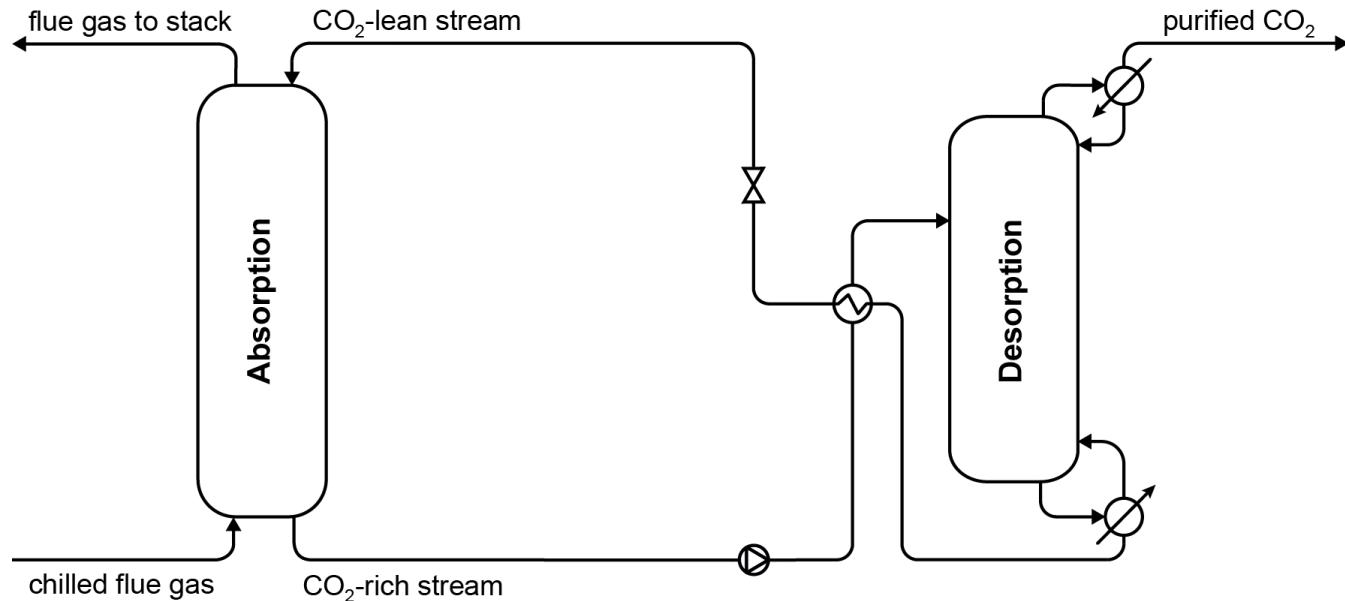 flue gas to stack
CO₂-lean stream
purified CO₂
Absorption
Desorption
chilled flue gas
CO₂-rich stream